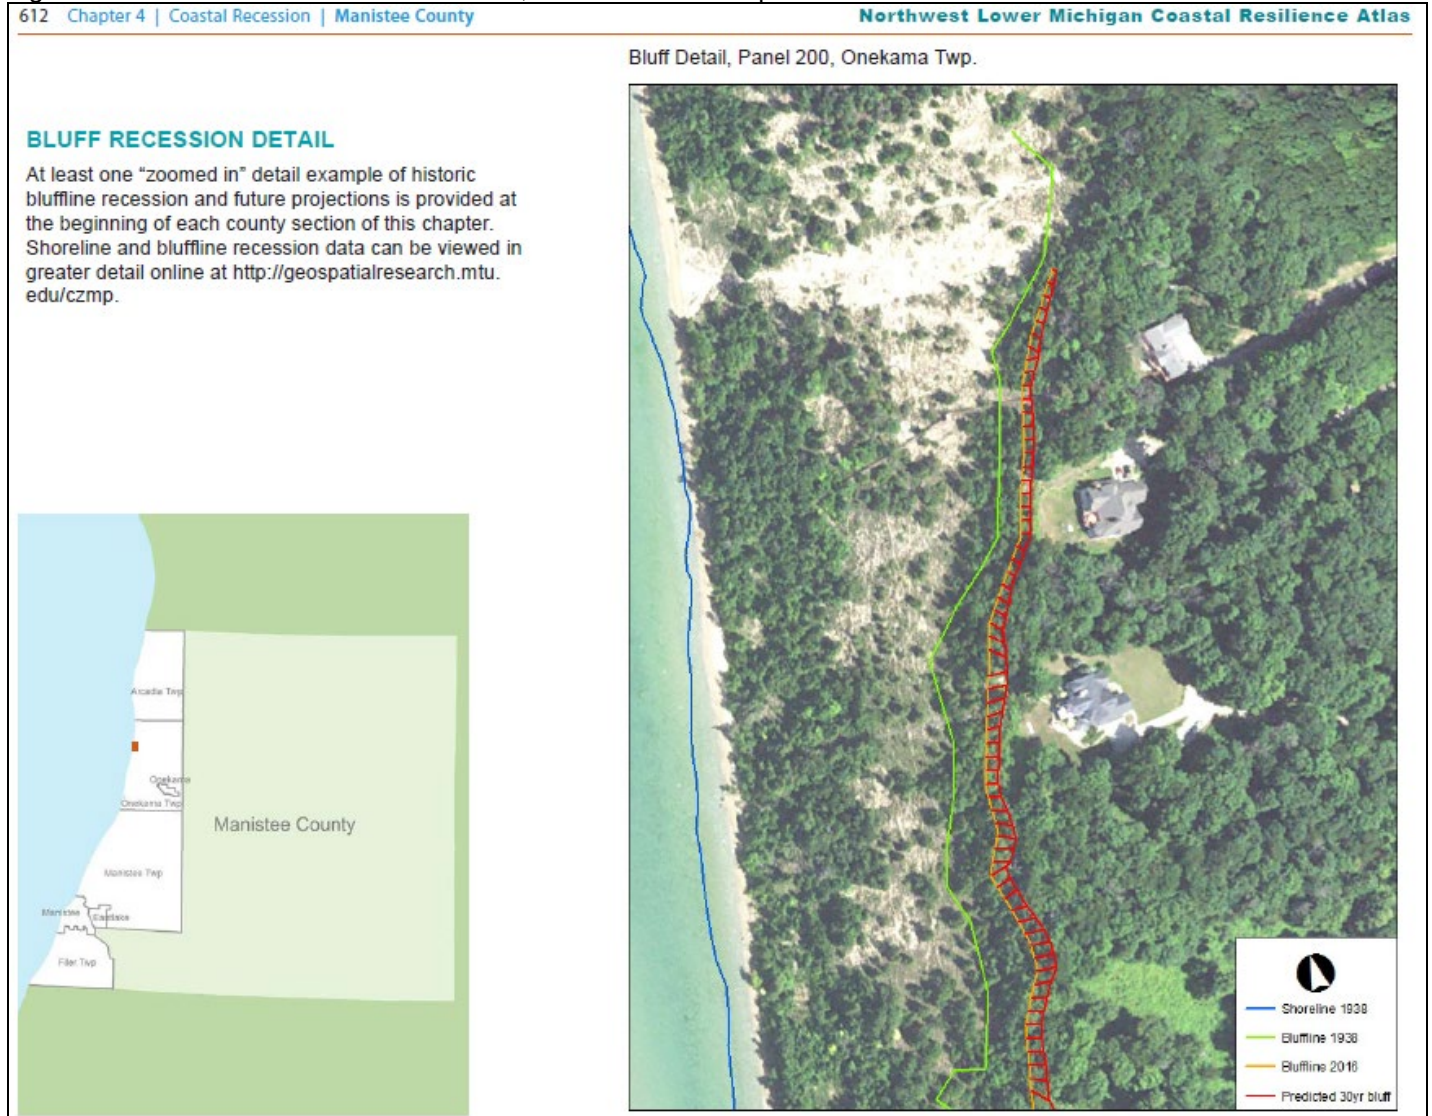 612 Chapter 4 | Coastal Recession | Manistee County
Northwest Lower Michigan Coastal Resilience Atlas
Bluff Detail, Panel 200, Onekama Twp.
BLUFF RECESSION DETAIL
At least one “zoomed in” detail example of historic
bluffline recession and future projections is provided at
the beginning of each county section of this chapter.
Shoreline and bluffline recession data can be viewed in
greater detail online at http://geospatialresearch.mtu.
edu/czmp.
Arcadia Twp
Onekama
Onekama Twp
Manistee County
Manistee Twp
Manistee
Eastlake
Filer Twp
Shoreline 1938
Bluffline 1938
Bluffline 2016
Predicted 30yr bluff